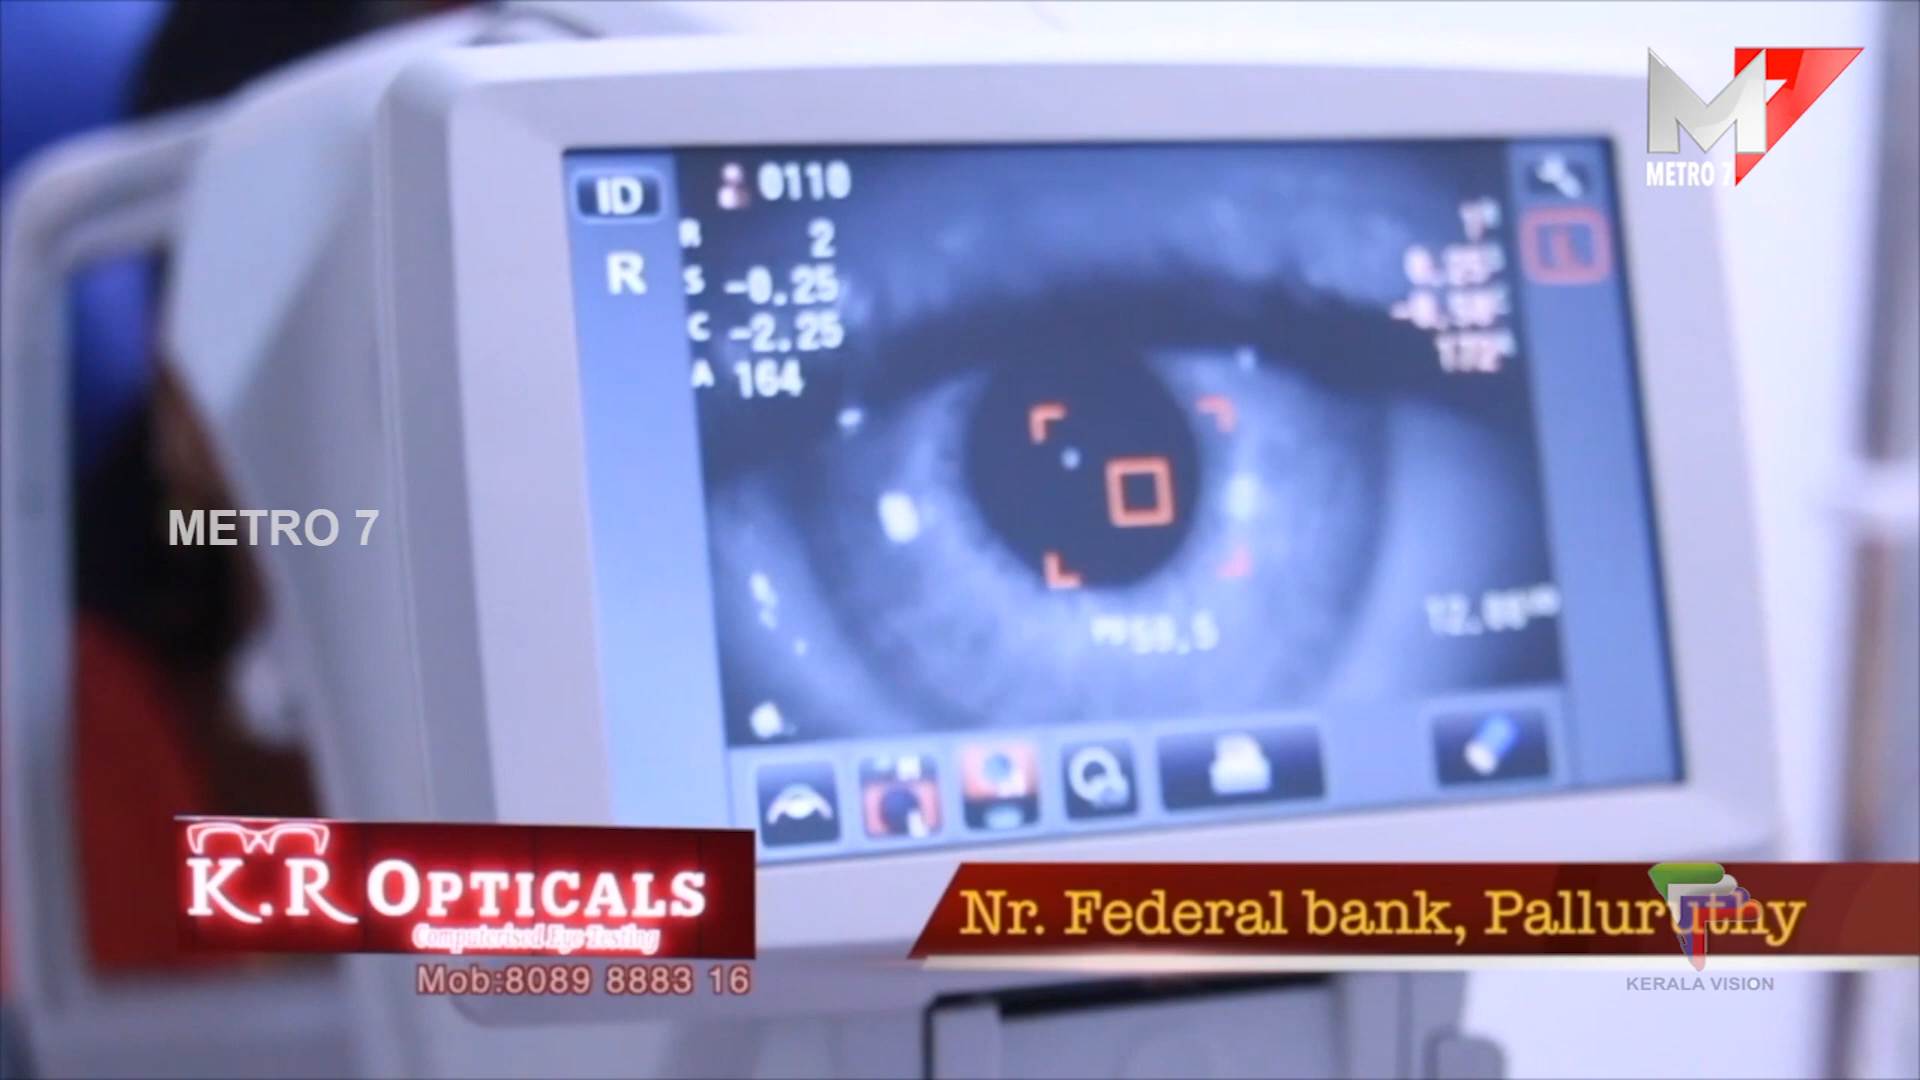 M7
METRO 7
ID
0110
R
R 2
S -0.25
C -2.25
A 164
METRO 7
K.R OPTICALS
Computerised Eye Testing
Mob:8089 8883 16
Nr. Federal bank, Palluruthy
KERALA VISION